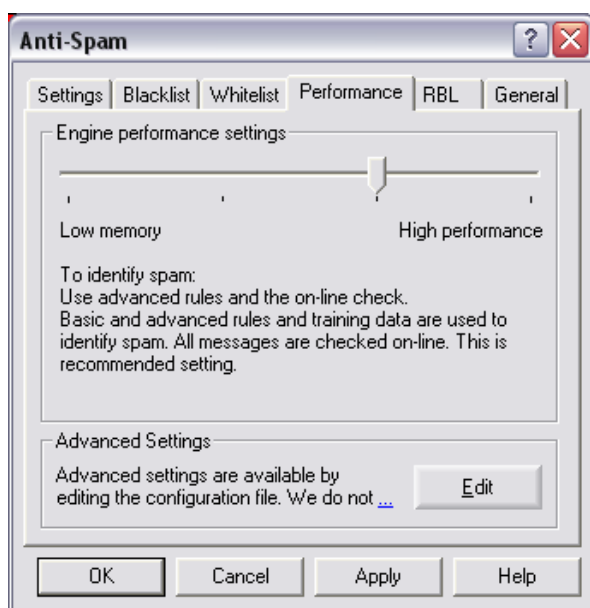 Anti-Spam
Settings Blacklist Whitelist Performance RBL General
Engine performance settings
Low memory High performance
To identify spam:
Use advanced rules and the on-line check.
Basic and advanced rules and training data are used to
identify spam. All messages are checked on-line. This is
recommended setting.
Advanced Settings
Advanced settings are available by
editing the configuration file. We do not ...
Edit
OK Cancel Apply Help